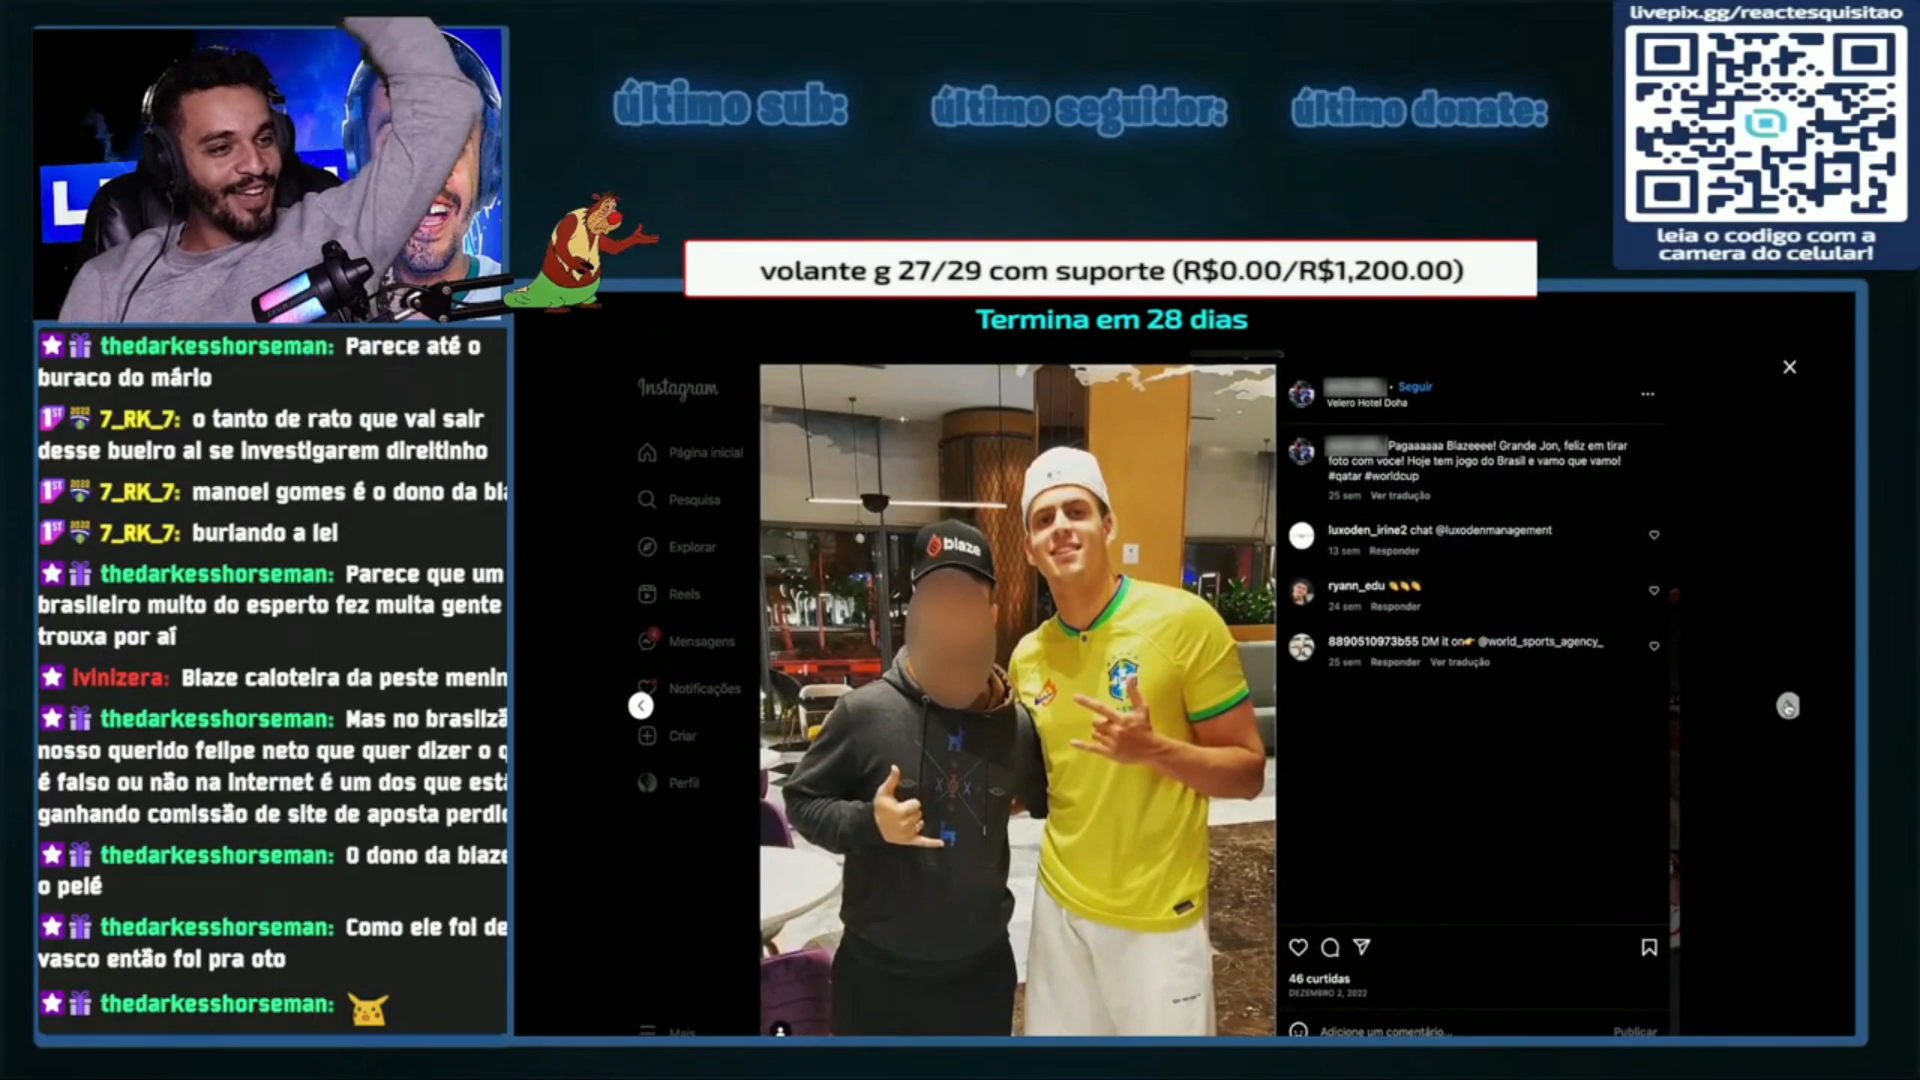 livepix.gg/reactesquisitao
último sub:
último seguidor:
último donate:
leia o codigo com a
camera do celular!
volante g 27/29 com suporte (R$0.00/R$1,200.00)
Termina em 28 dias
thedarkesshorseman: Parece até o
buraco do mário
7_RK_7: o tanto de rato que vai sair
desse bueiro ai se investigarem direitinho
7_RK_7: manoel gomes é o dono da bla
7_RK_7: burlando a lei
thedarkesshorseman: Parece que um
brasileiro muito do esperto fez muita gente
trouxa por aí
lvinizera: Blaze caloteira da peste menin
thedarkesshorseman: Mas no brasilzã
nosso querido felipe neto que quer dizer o q
é falso ou não na internet é um dos que está
ganhando comissão de site de aposta perdid
thedarkesshorseman: O dono da blaze
o pelé
thedarkesshorseman: Como ele foi de
vasco então foi pra oto
thedarkesshorseman:
Instagram
Página inicial
Pesquisa
Explorar
Reels
Mensagens
Notificações
Criar
Perfil
Mais
blaze
• Seguir
Velero Hotel Doha
Pagaaaaaa Blazeeee! Grande Jon, feliz em tirar
foto com voce! Hoje tem jogo do Brasil e vamo que vamo!
#qatar #worldcup
25 sem Ver tradução
luxoden_irine2 chat @luxodenmanagement
13 sem Responder
ryann_edu
24 sem Responder
8890510973b55 DM it on @world_sports_agency_
25 sem Responder Ver tradução
46 curtidas
DEZEMBRO 2, 2022
Adicione um comentário...
Publicar